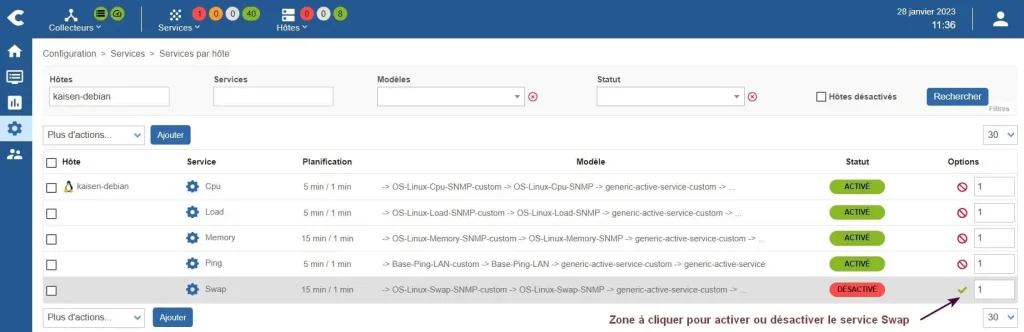 28 janvier 2023
11:36
Collecteurs
Services
1 0 0 40
Hôtes
0 0 8
Configuration > Services > Services par hôte
Hôtes Services Modèles Statut
kaisen-debian
Hôtes désactivés
Rechercher
Filtres
Plus d'actions... Ajouter 30
Hôte Service Planification Modèle Statut Options
kaisen-debian Cpu 5 min / 1 min -> OS-Linux-Cpu-SNMP-custom -> OS-Linux-Cpu-SNMP -> generic-active-service-custom -> ... ACTIVÉ 1
Load 5 min / 1 min -> OS-Linux-Load-SNMP-custom -> OS-Linux-Load-SNMP -> generic-active-service-custom -> ... ACTIVÉ 1
Memory 15 min / 1 min -> OS-Linux-Memory-SNMP-custom -> OS-Linux-Memory-SNMP -> generic-active-service-custom -> ... ACTIVÉ 1
Ping 5 min / 1 min -> Base-Ping-LAN-custom -> Base-Ping-LAN -> generic-active-service-custom -> generic-active-service ACTIVÉ 1
Swap 15 min / 1 min -> OS-Linux-Swap-SNMP-custom -> OS-Linux-Swap-SNMP -> generic-active-service-custom -> ... DÉSACTIVÉ 1
Plus d'actions... Ajouter 30
Zone à cliquer pour activer ou désactiver le service Swap